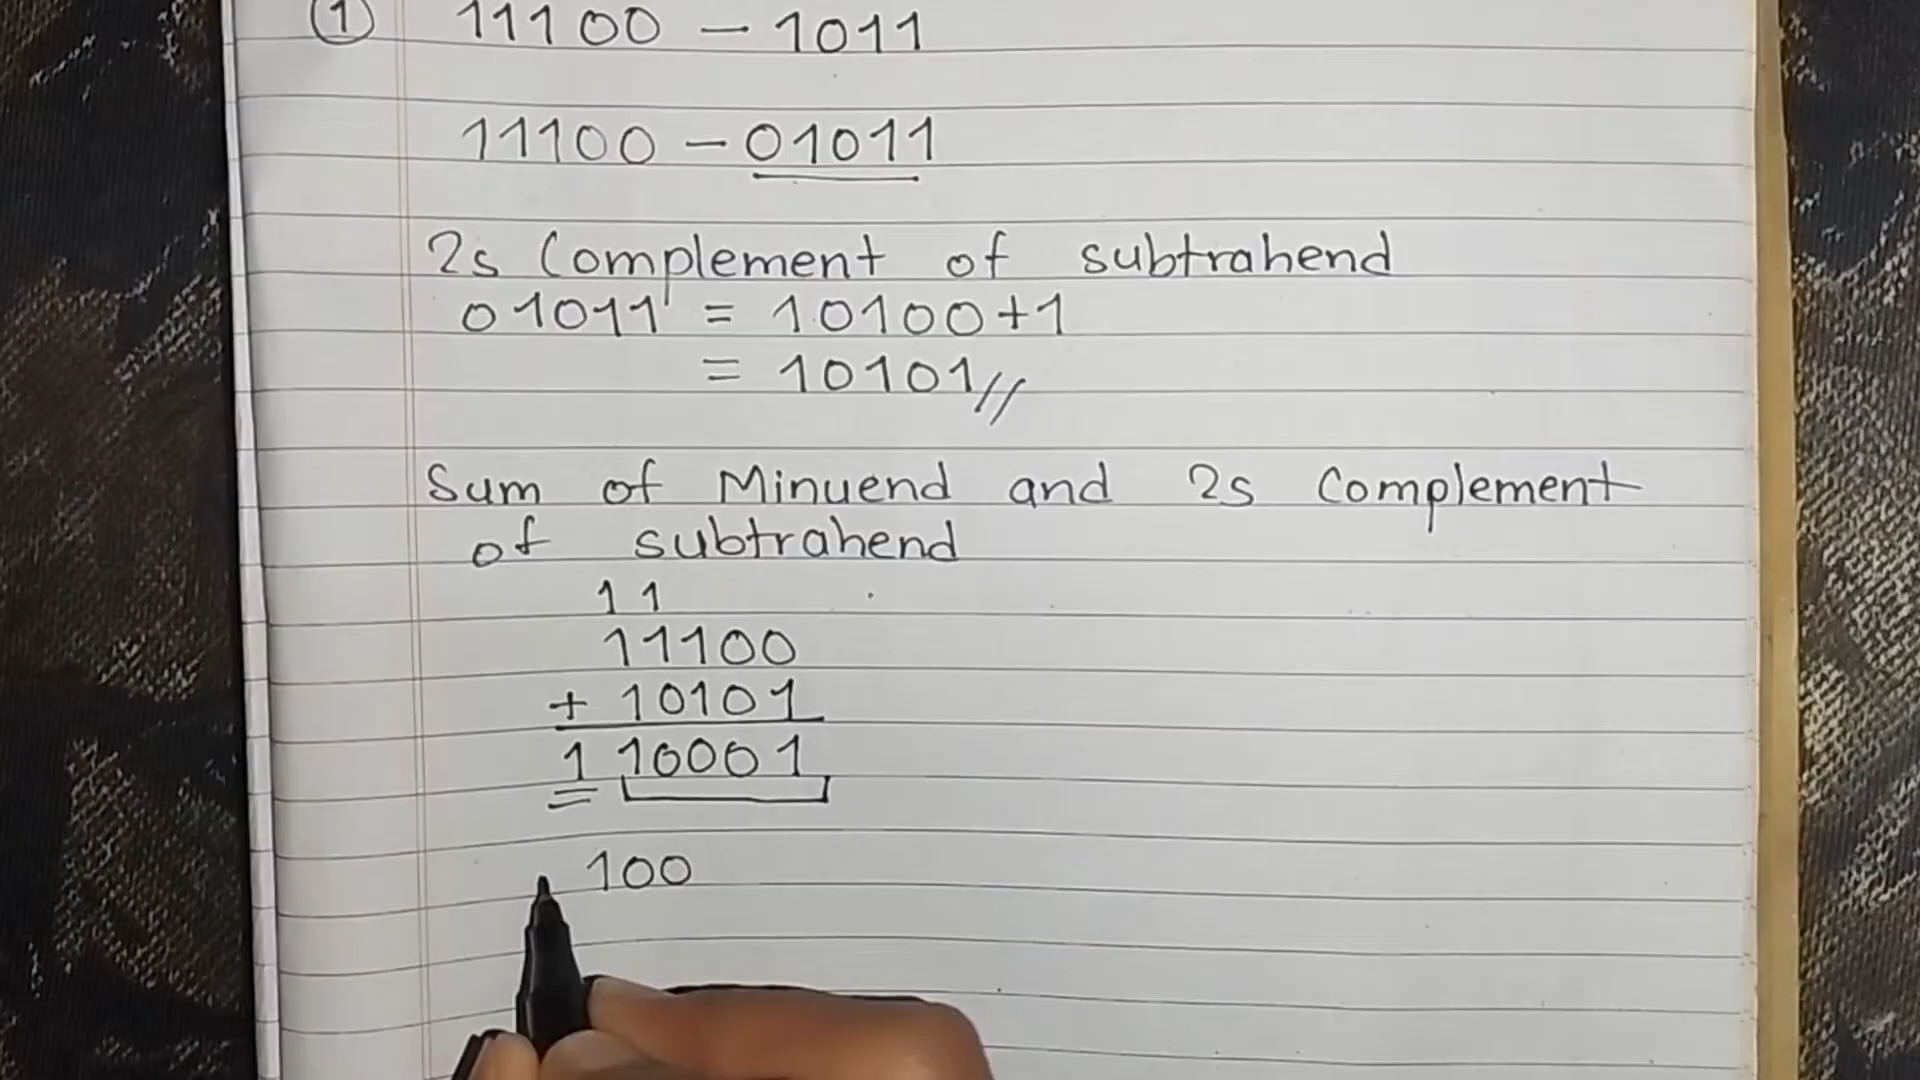 ① 11100 - 1011
11100 - 01011
2s Complement of subtrahend
01011 = 10100+1
= 10101//
Sum of Minuend and 2s Complement
of subtrahend
11
11100
+ 10101
1 10001
100